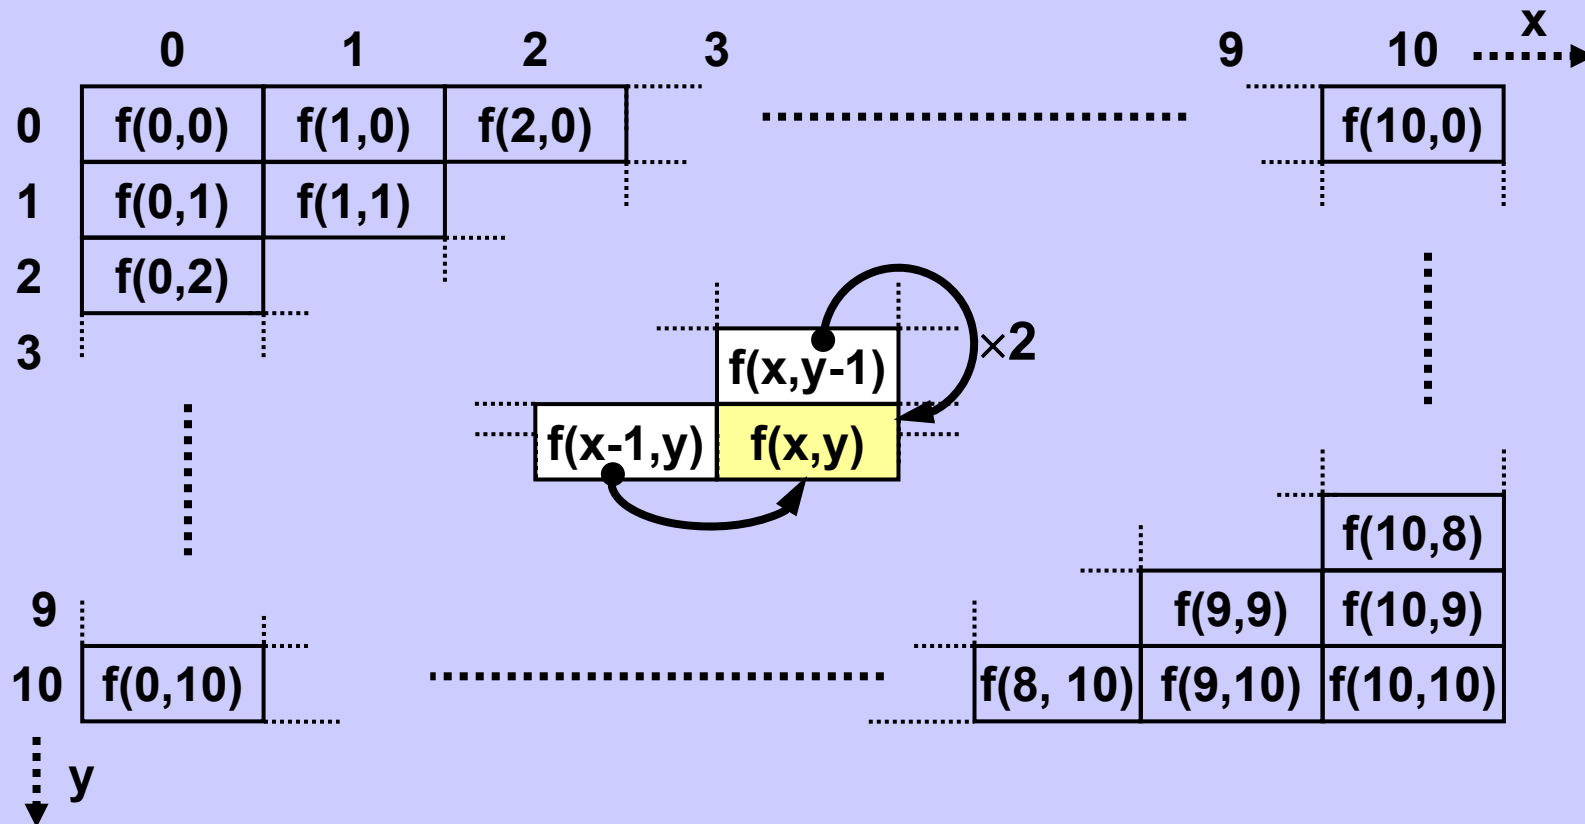 x
0 1 2 3 9 10
0 f(0,0) f(1,0) f(2,0) f(10,0)
1 f(0,1) f(1,1)
2 f(0,2)
3
×2
f(x,y-1)
f(x-1,y) f(x,y)
f(10,8)
9 f(9,9) f(10,9)
10 f(0,10) f(8, 10) f(9,10) f(10,10)
y